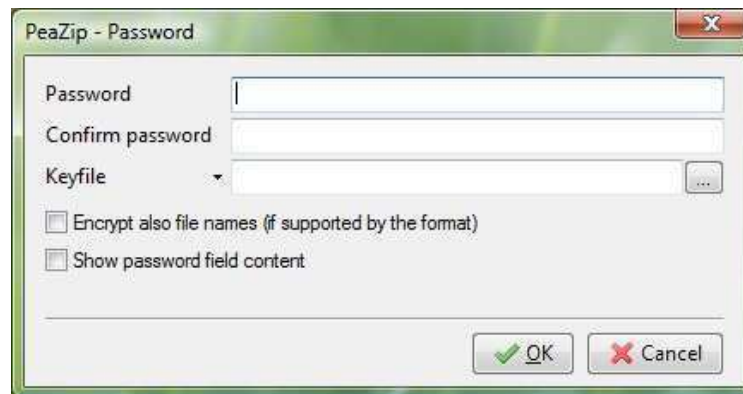 PeaZip - Password
Password
Confirm password
Keyfile
...
Encrypt also file names (if supported by the format)
Show password field content
OK
Cancel